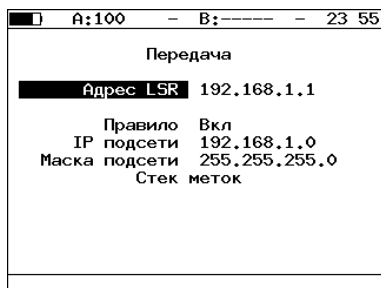 A:100 – B:----- – 23 55
Передача
Адрес LSR 192.168.1.1
Правило Вкл
IP подсети 192.168.1.0
Маска подсети 255.255.255.0
Стек меток